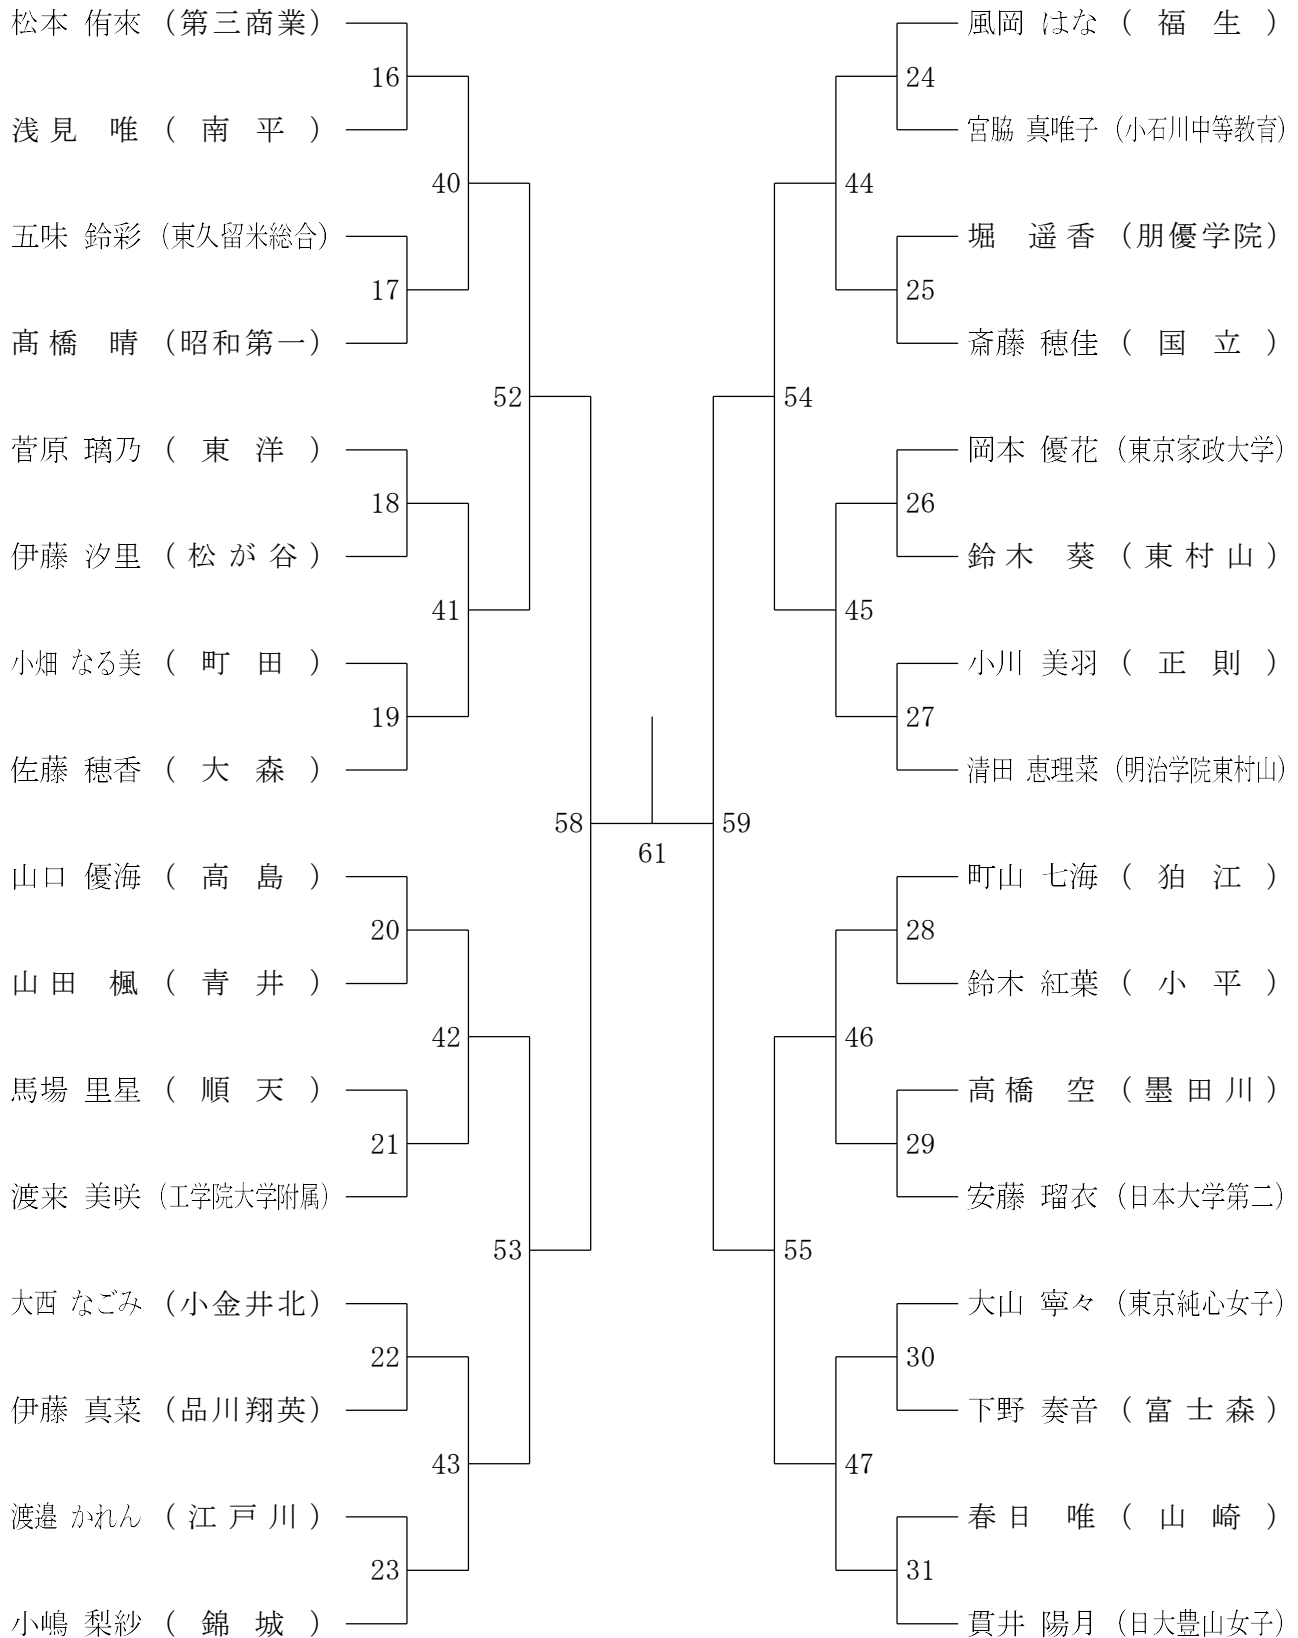 松本 侑來 （第三商業）
16
浅見 唯 （南平）
40
五味 鈴彩 （東久留米総合）
17
髙橋 晴 （昭和第一）
52
菅原 璃乃 （東洋）
18
伊藤 汐里 （松が谷）
41
小畑 なる美 （町田）
19
佐藤 穂香 （大森）
58
山口 優海 （高島）
20
山田 楓 （青井）
42
馬場 里星 （順天）
21
渡来 美咲 （工学院大学附属）
53
大西 なごみ （小金井北）
22
伊藤 真菜 （品川翔英）
43
渡邉 かれん （江戸川）
23
小嶋 梨紗 （錦城）
61
風岡 はな （福生）
24
宮脇 真唯子 （小石川中等教育）
44
堀 遥香 （朋優学院）
25
斎藤 穂佳 （国立）
54
岡本 優花 （東京家政大学）
26
鈴木 葵 （東村山）
45
小川 美羽 （正則）
27
清田 恵理菜 （明治学院東村山）
59
町山 七海 （狛江）
28
鈴木 紅葉 （小平）
46
高橋 空 （墨田川）
29
安藤 瑠衣 （日本大学第二）
55
大山 寧々 （東京純心女子）
30
下野 奏音 （富士森）
47
春日 唯 （山崎）
31
貫井 陽月 （日大豊山女子）